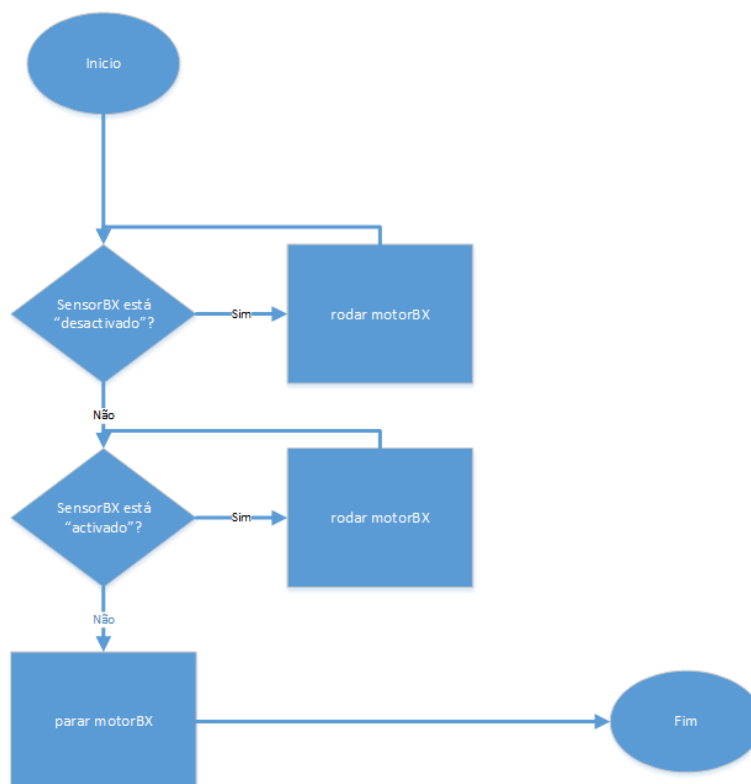 Inicio
SensorBX está
“desactivado”?
Sim
rodar motorBX
Não
SensorBX está
“activado”?
Sim
rodar motorBX
Não
parar motorBX
Fim